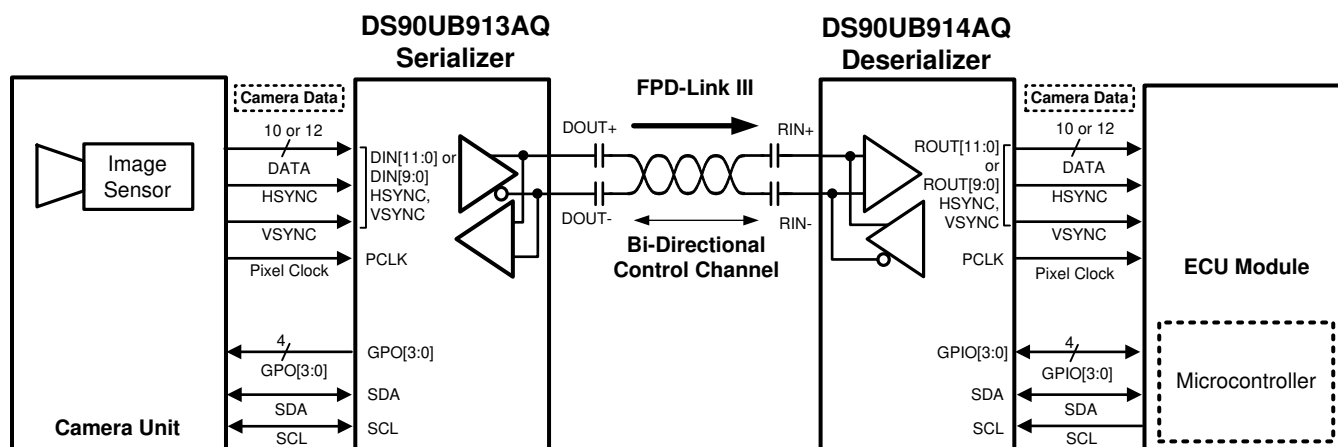 DS90UB913AQ
Serializer
DS90UB914AQ
Deserializer
FPD-Link III
Camera Data
10 or 12
DATA
HSYNC
VSYNC
Pixel Clock
Image
Sensor
DIN[11:0] or
DIN[9:0]
HSYNC,
VSYNC
PCLK
DOUT+
DOUT-
RIN+
RIN-
Bi-Directional
Control Channel
ROUT[11:0]
or
ROUT[9:0]
HSYNC,
VSYNC
PCLK
Camera Data
10 or 12
DATA
HSYNC
VSYNC
Pixel Clock
ECU Module
4
GPO[3:0]
GPO[3:0]
SDA
SDA
SCL
SCL
Camera Unit
GPIO[3:0]
4
GPIO[3:0]
SDA
SDA
SCL
SCL
Microcontroller